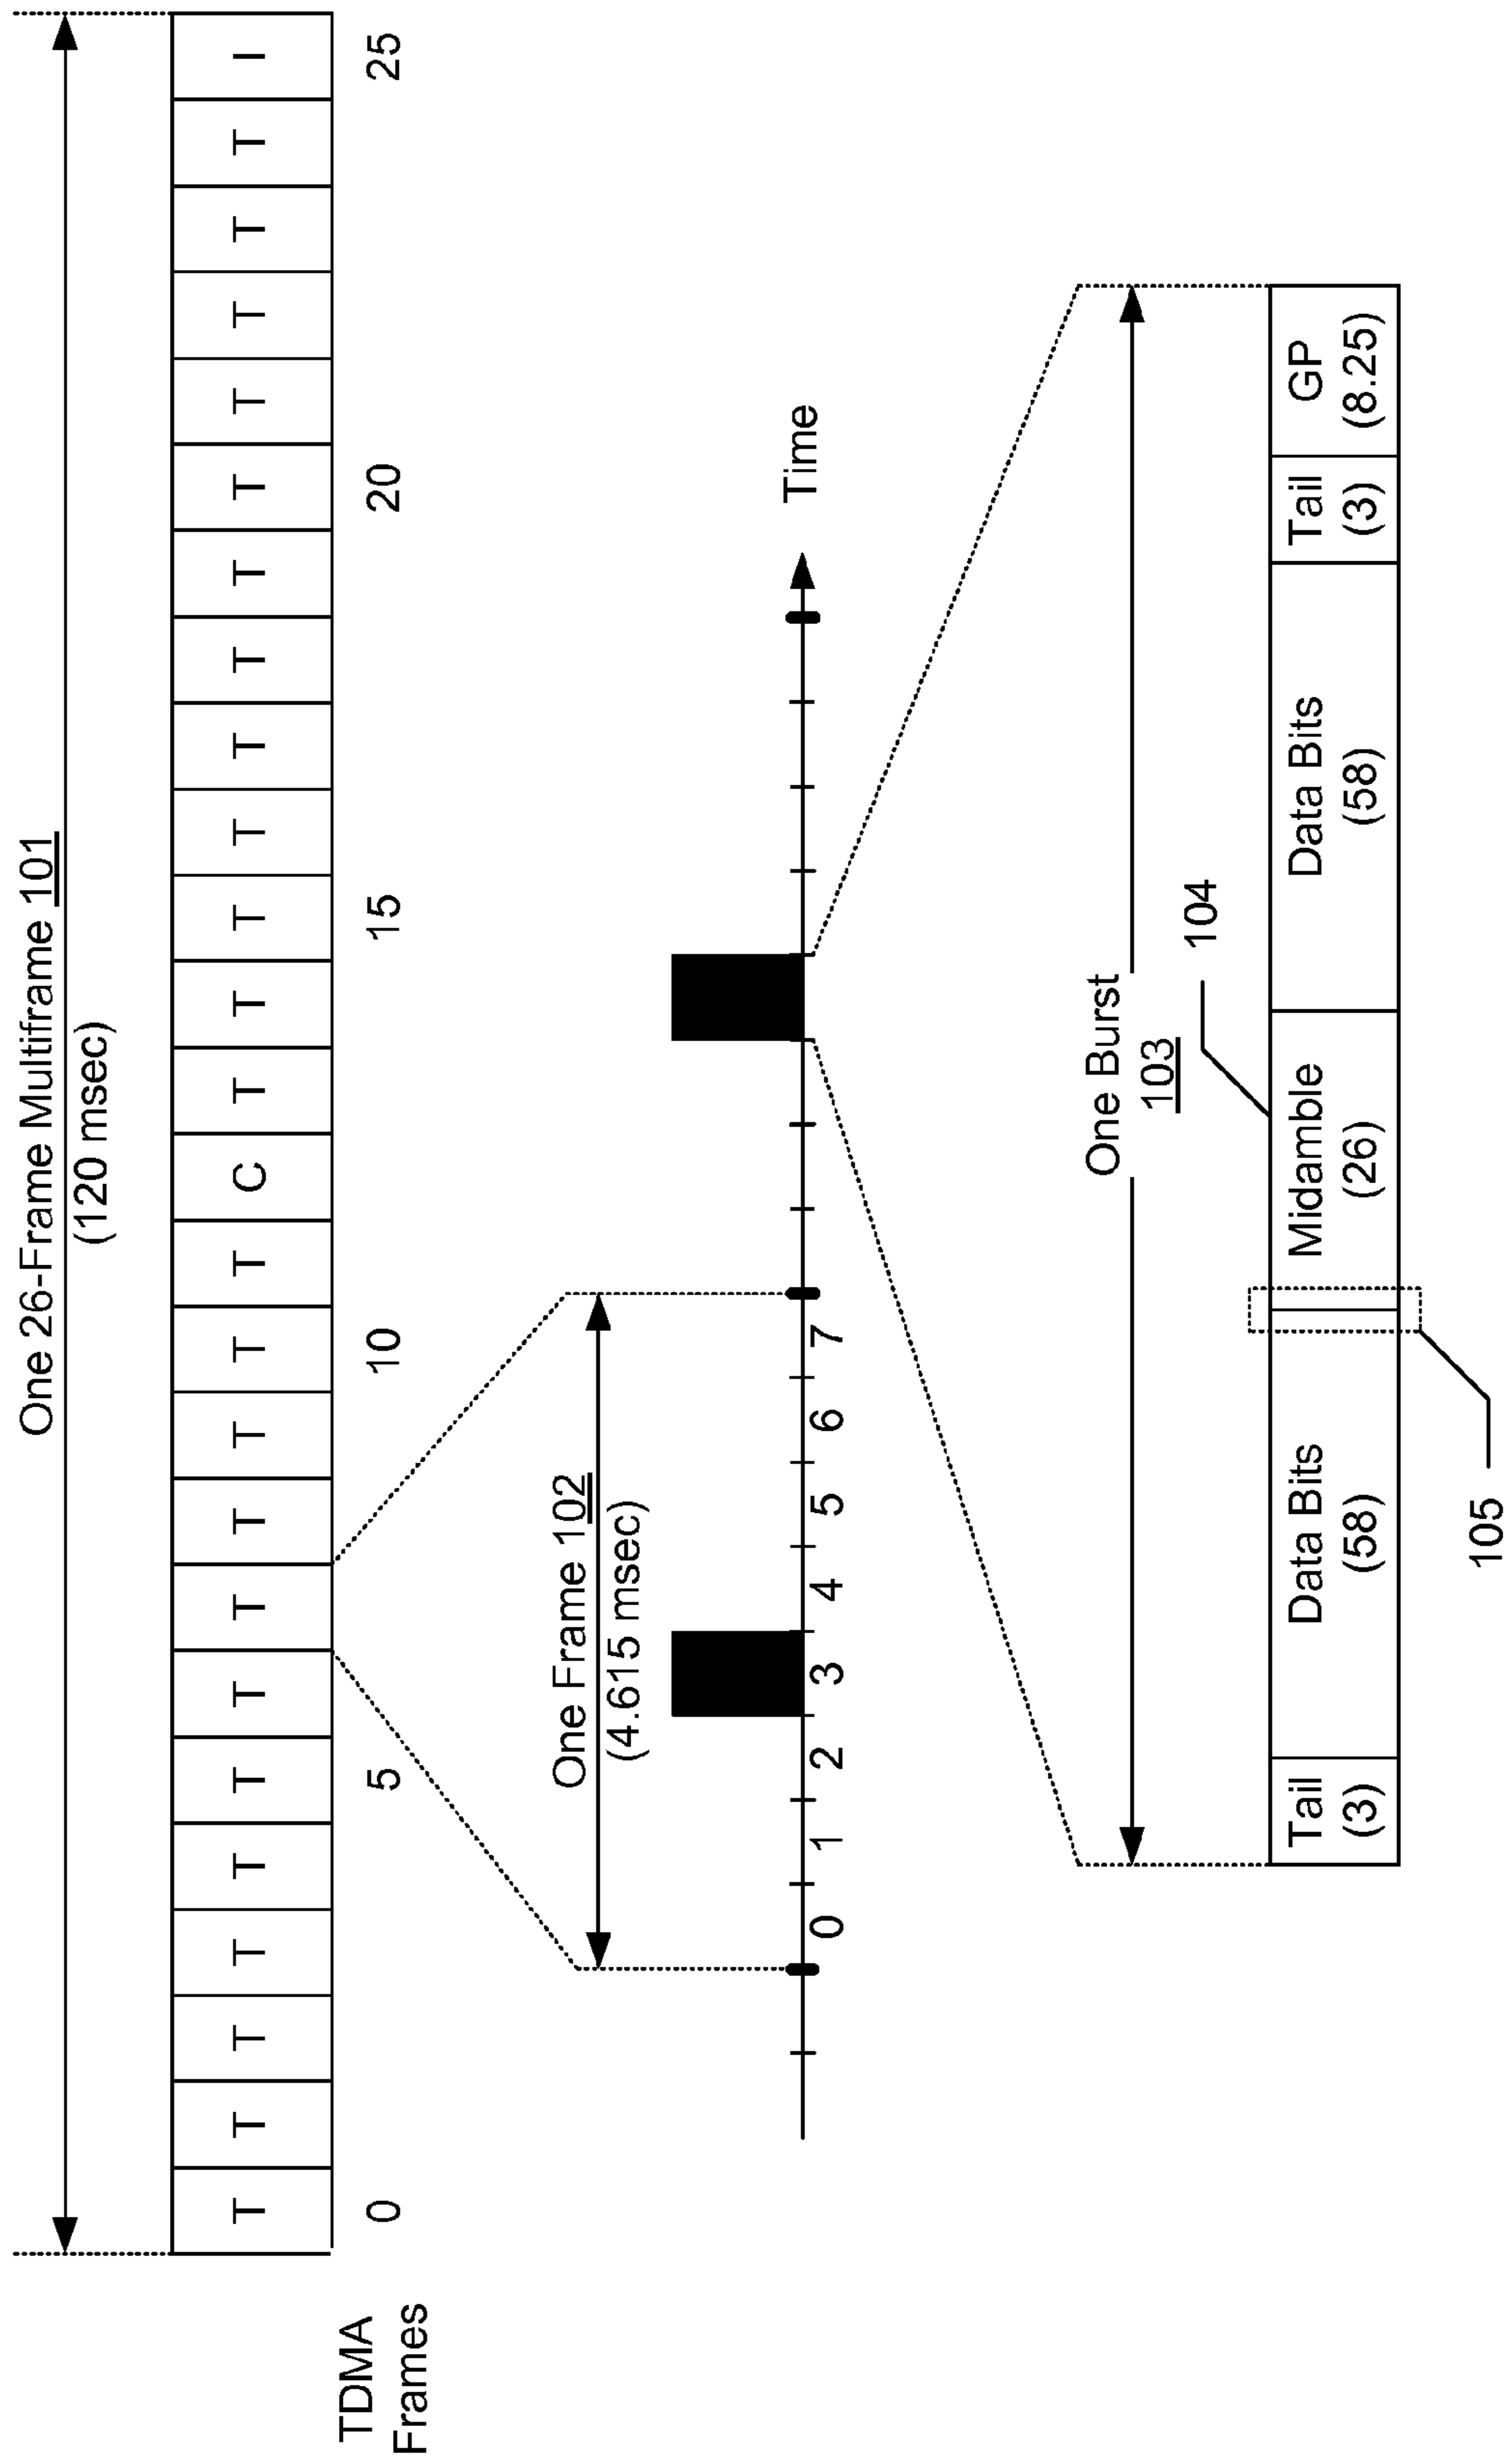 One 26-Frame Multiframe 101
(120 msec)
T T T T T T T T T T T T C T T T T T T T T T T T T I
TDMA
Frames
0 5 10 15 20 25
One Frame 102
(4.615 msec)
Time
0 1 2 3 4 5 6 7
One Burst
103
104
Tail
(3)
Data Bits
(58)
Midamble
(26)
Data Bits
(58)
Tail
(3)
GP
(8.25)
105